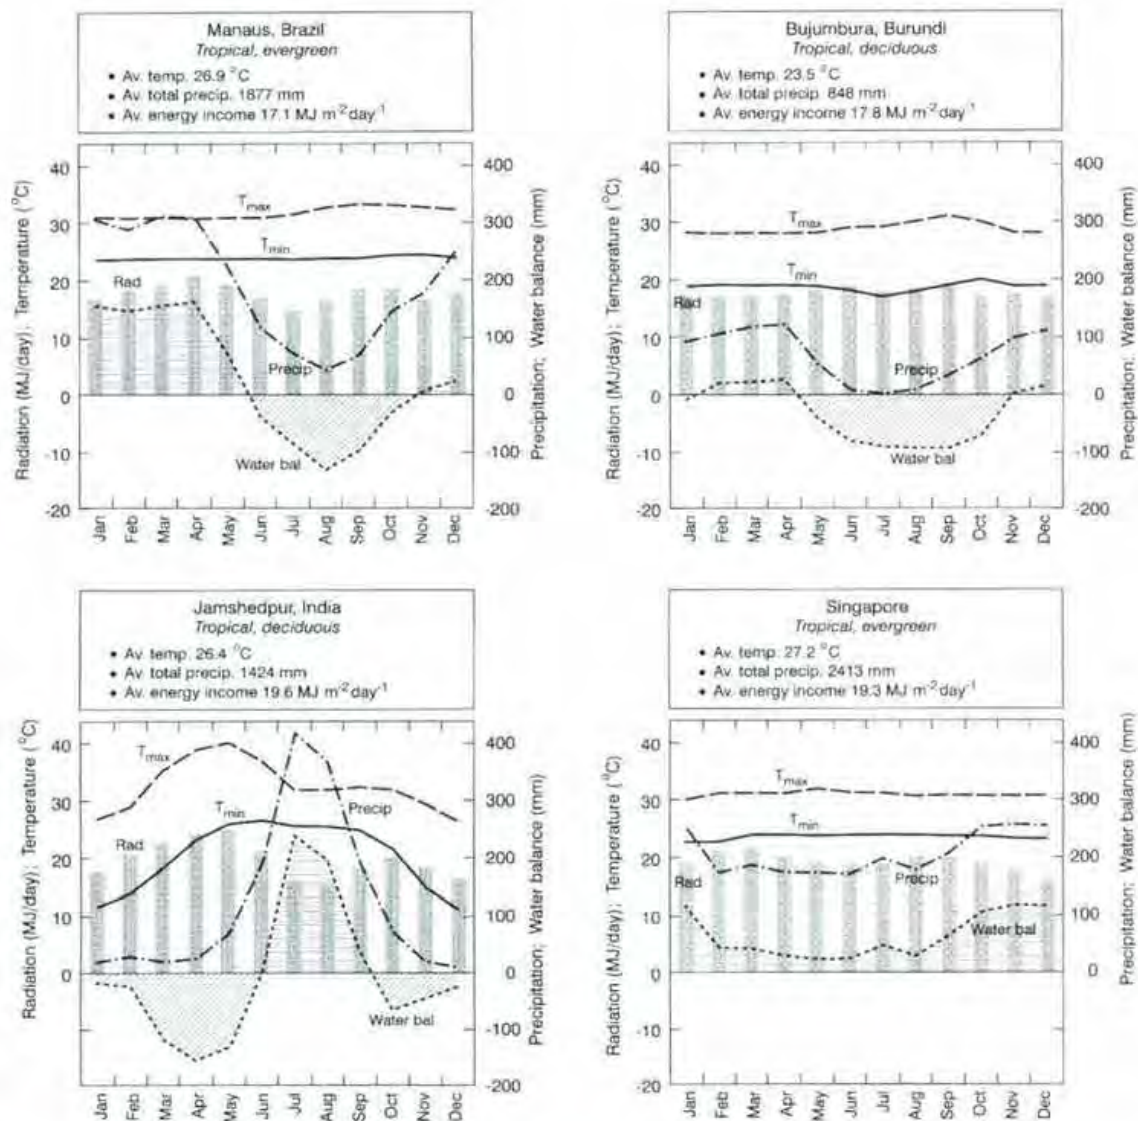 Manaus, Brazil
Tropical, evergreen
• Av. temp. 26.9 °C
• Av. total precip. 1877 mm
• Av. energy income 17.1 MJ m-2 day-1
Radiation (MJ/day); Temperature (°C)
40
30
20
10
0
-10
-20
Tmax
Tmin
Rad
Precip
Water bal
400
300
200
100
0
-100
-200
Precipitation; Water balance (mm)
Jan Feb Mar Apr May Jun Jul Aug Sep Oct Nov Dec
Bujumbura, Burundi
Tropical, deciduous
• Av. temp. 23.5 °C
• Av. total precip. 848 mm
• Av. energy income 17.8 MJ m-2 day-1
Radiation (MJ/day); Temperature (°C)
40
30
20
10
0
-10
-20
Tmax
Tmin
Rad
Precip
Water bal
400
300
200
100
0
-100
-200
Precipitation; Water balance (mm)
Jan Feb Mar Apr May Jun Jul Aug Sep Oct Nov Dec
Jamshedpur, India
Tropical, deciduous
• Av. temp. 26.4 °C
• Av. total precip. 1424 mm
• Av. energy income 19.6 MJ m-2 day-1
Radiation (MJ/day); Temperature (°C)
40
30
20
10
0
-10
Tmax
Tmin
Rad
Precip
Water bal
400
300
200
100
0
-100
-200
Precipitation; Water balance (mm)
Jan Feb Mar Apr May Jun Jul Aug Sep Oct Nov Dec
Singapore
Tropical, evergreen
• Av. temp. 27.2 °C
• Av. total precip. 2413 mm
• Av. energy income 19.3 MJ m-2 day-1
Radiation (MJ/day); Temperature (°C)
40
30
20
10
0
-10
-20
Tmax
Tmin
Rad
Precip
Water bal
400
300
200
100
0
-100
-200
Precipitation; Water balance (mm)
Jan Feb Mar Apr May Jun Jul Aug Sep Oct Nov Dec